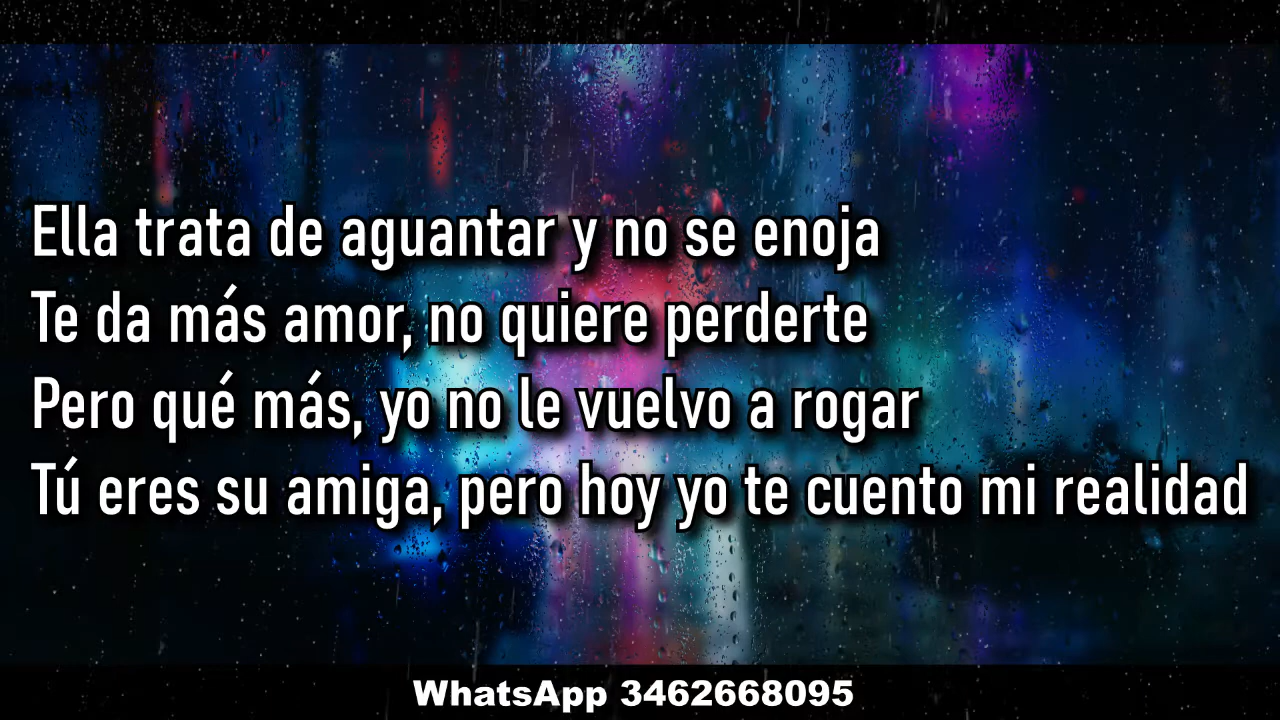 Ella trata de aguantar y no se enoja
Te da más amor, no quiere perderte
Pero qué más, yo no le vuelvo a rogar
Tú eres su amiga, pero hoy yo te cuento mi realidad
WhatsApp 3462668095